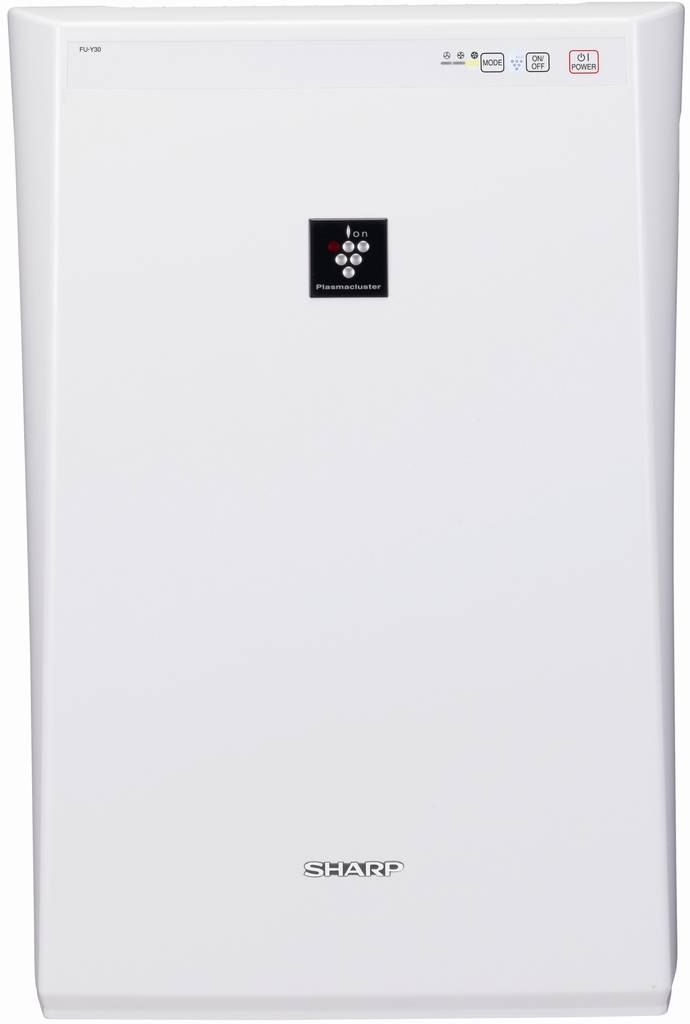 FU-Y30
MODE
ON/
OFF
POWER
ion
Plasmacluster
SHARP